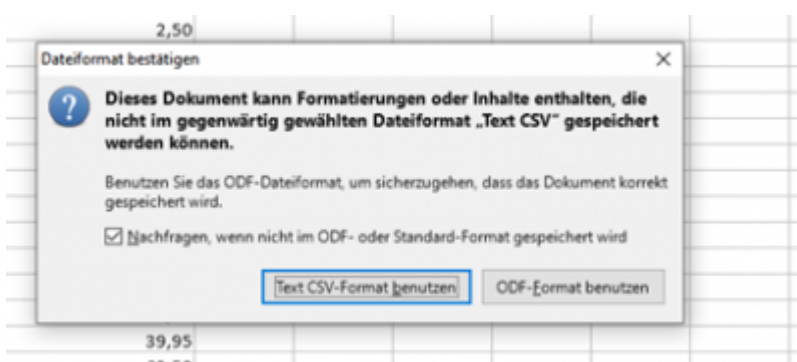 2,50
Dateiformat bestätigen
Dieses Dokument kann Formatierungen oder Inhalte enthalten, die
nicht im gegenwärtig gewählten Dateiformat „Text CSV“ gespeichert
werden können.
Benutzen Sie das ODF-Dateiformat, um sicherzugehen, dass das Dokument korrekt
gespeichert wird.
Nachfragen, wenn nicht im ODF- oder Standard-Format gespeichert wird
Text CSV-Format benutzen
ODF-Format benutzen
39,95